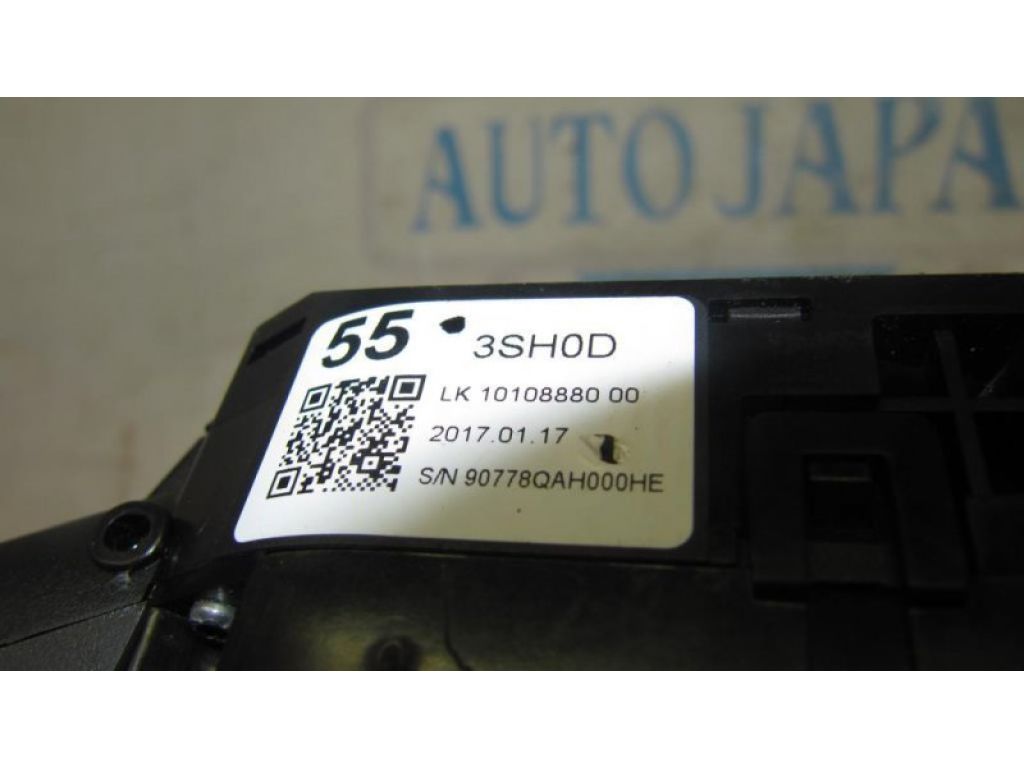 AUTO JAPA
55 3SH0D
LK 10108880 00
2017.01.17
S/N 90778QAH000HE